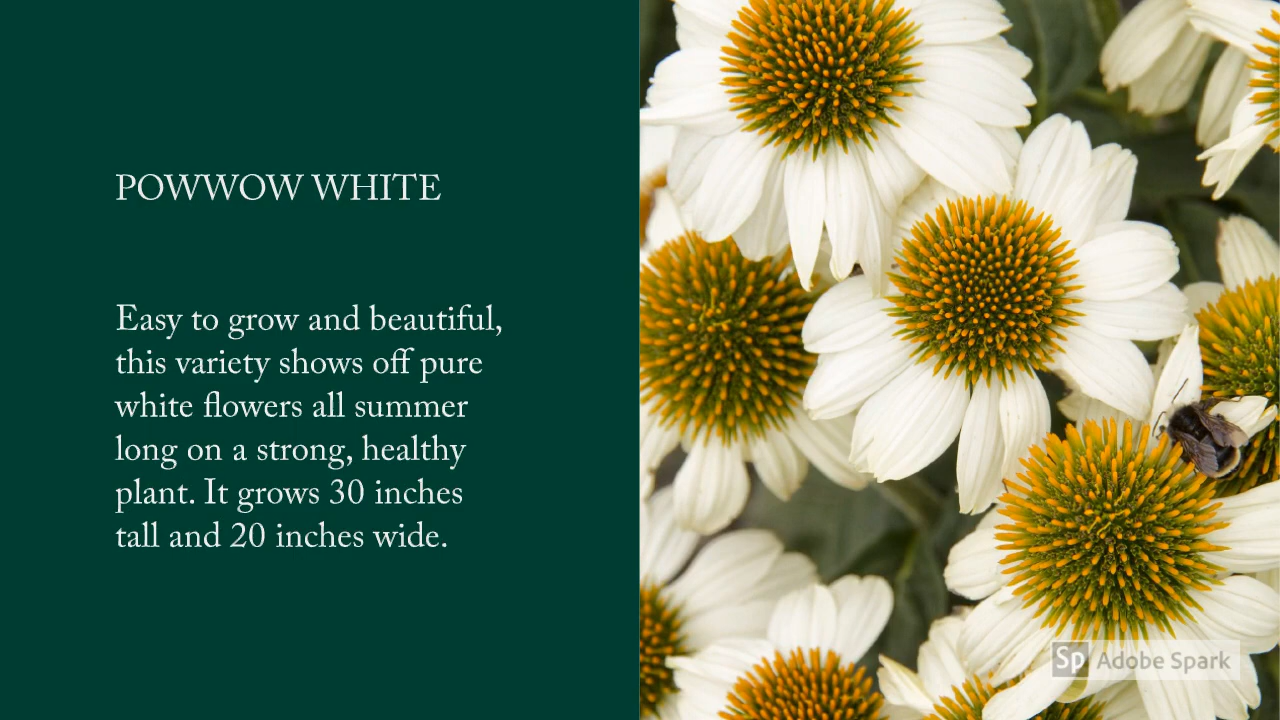 POWWOW WHITE
Easy to grow and beautiful,
this variety shows off pure
white flowers all summer
long on a strong, healthy
plant. It grows 30 inches
tall and 20 inches wide.
Sp Adobe Spark